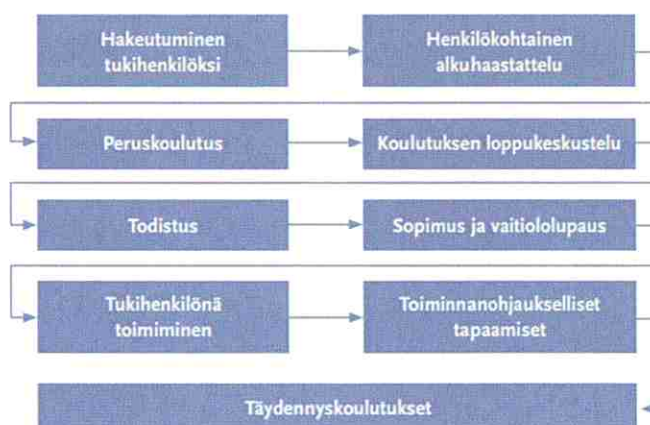 Hakeutuminen
tukihenkilöksi
Henkilökohtainen
alkuhaastattelu
Peruskoulutus
Koulutuksen loppukeskustelu
Todistus
Sopimus ja vaitiololupaus
Tukihenkilönä
toimiminen
Toiminnanohjaukselliset
tapaamiset
Täydennyskoulutukset